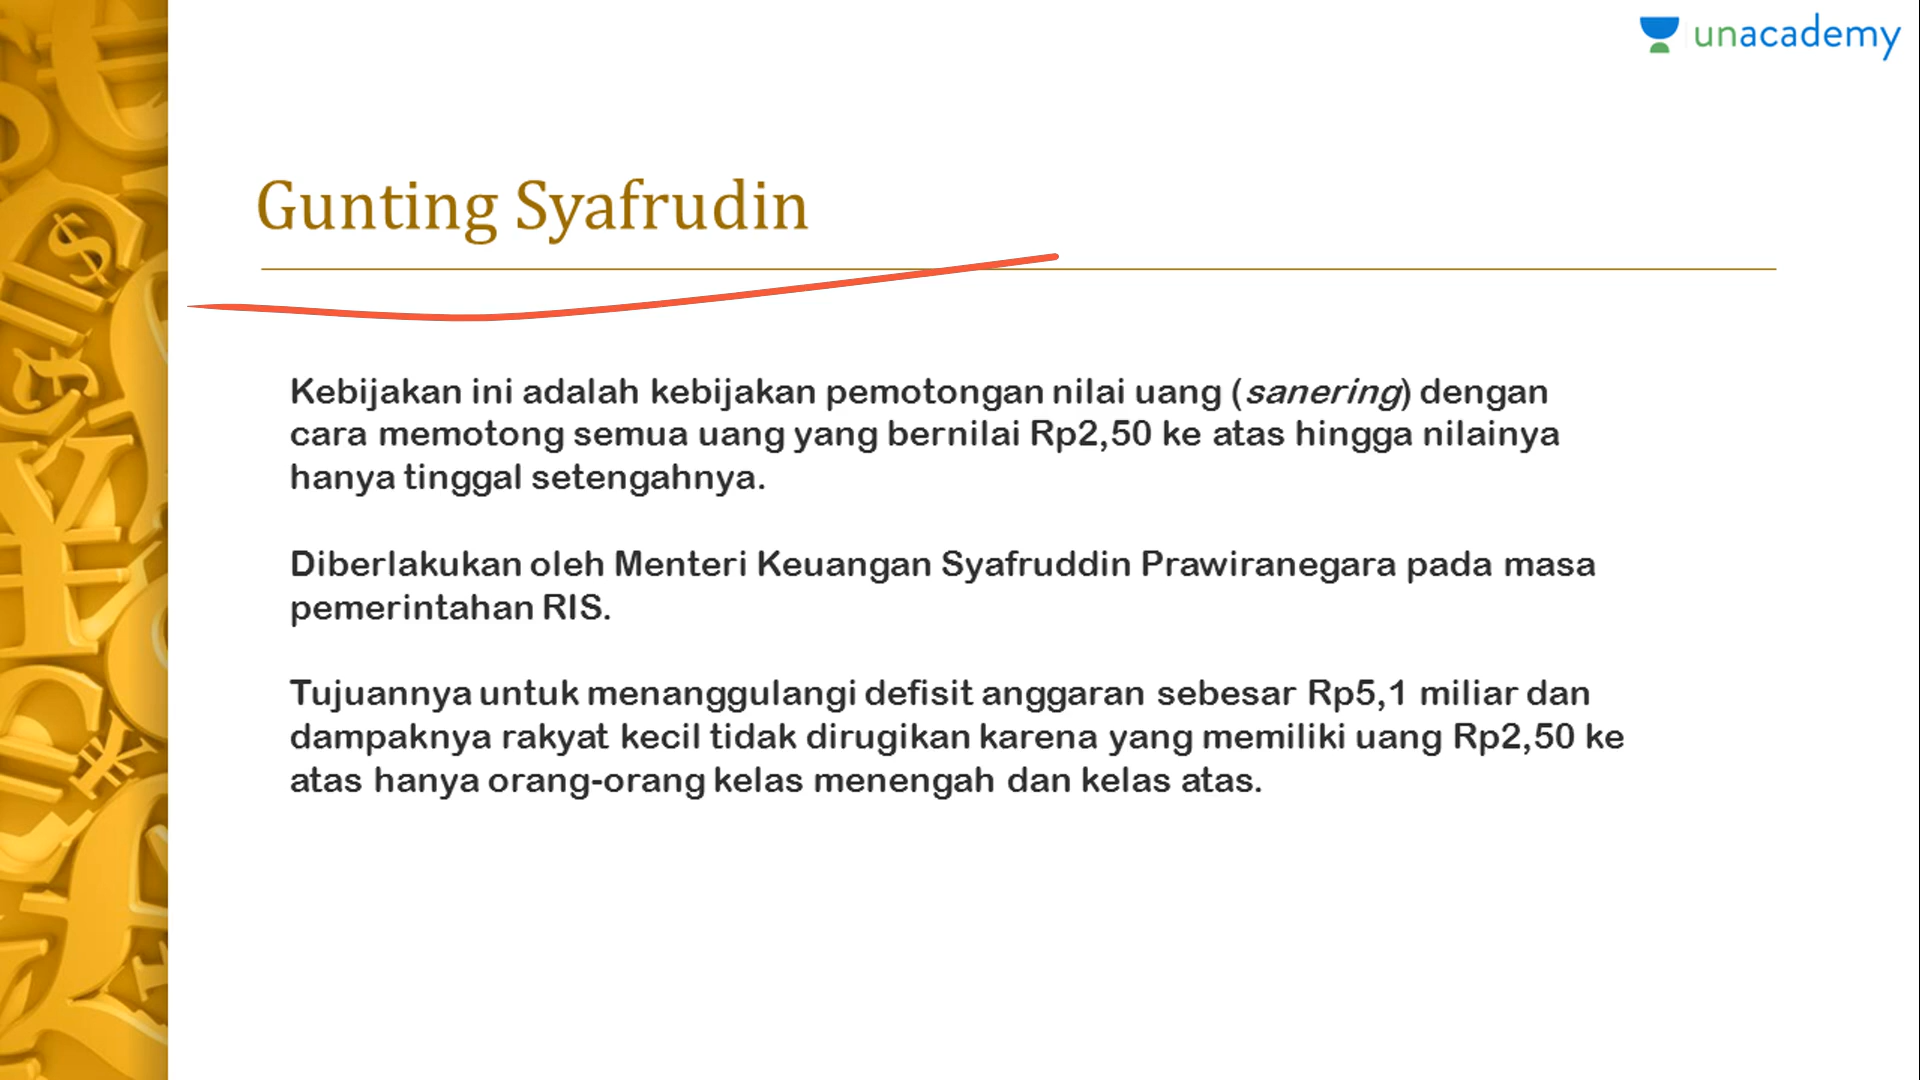 unacademy
Gunting Syafrudin
Kebijakan ini adalah kebijakan pemotongan nilai uang (sanering) dengan
cara memotong semua uang yang bernilai Rp2,50 ke atas hingga nilainya
hanya tinggal setengahnya.
Diberlakukan oleh Menteri Keuangan Syafruddin Prawiranegara pada masa
pemerintahan RIS.
Tujuannya untuk menanggulangi defisit anggaran sebesar Rp5,1 miliar dan
dampaknya rakyat kecil tidak dirugikan karena yang memiliki uang Rp2,50 ke
atas hanya orang-orang kelas menengah dan kelas atas.